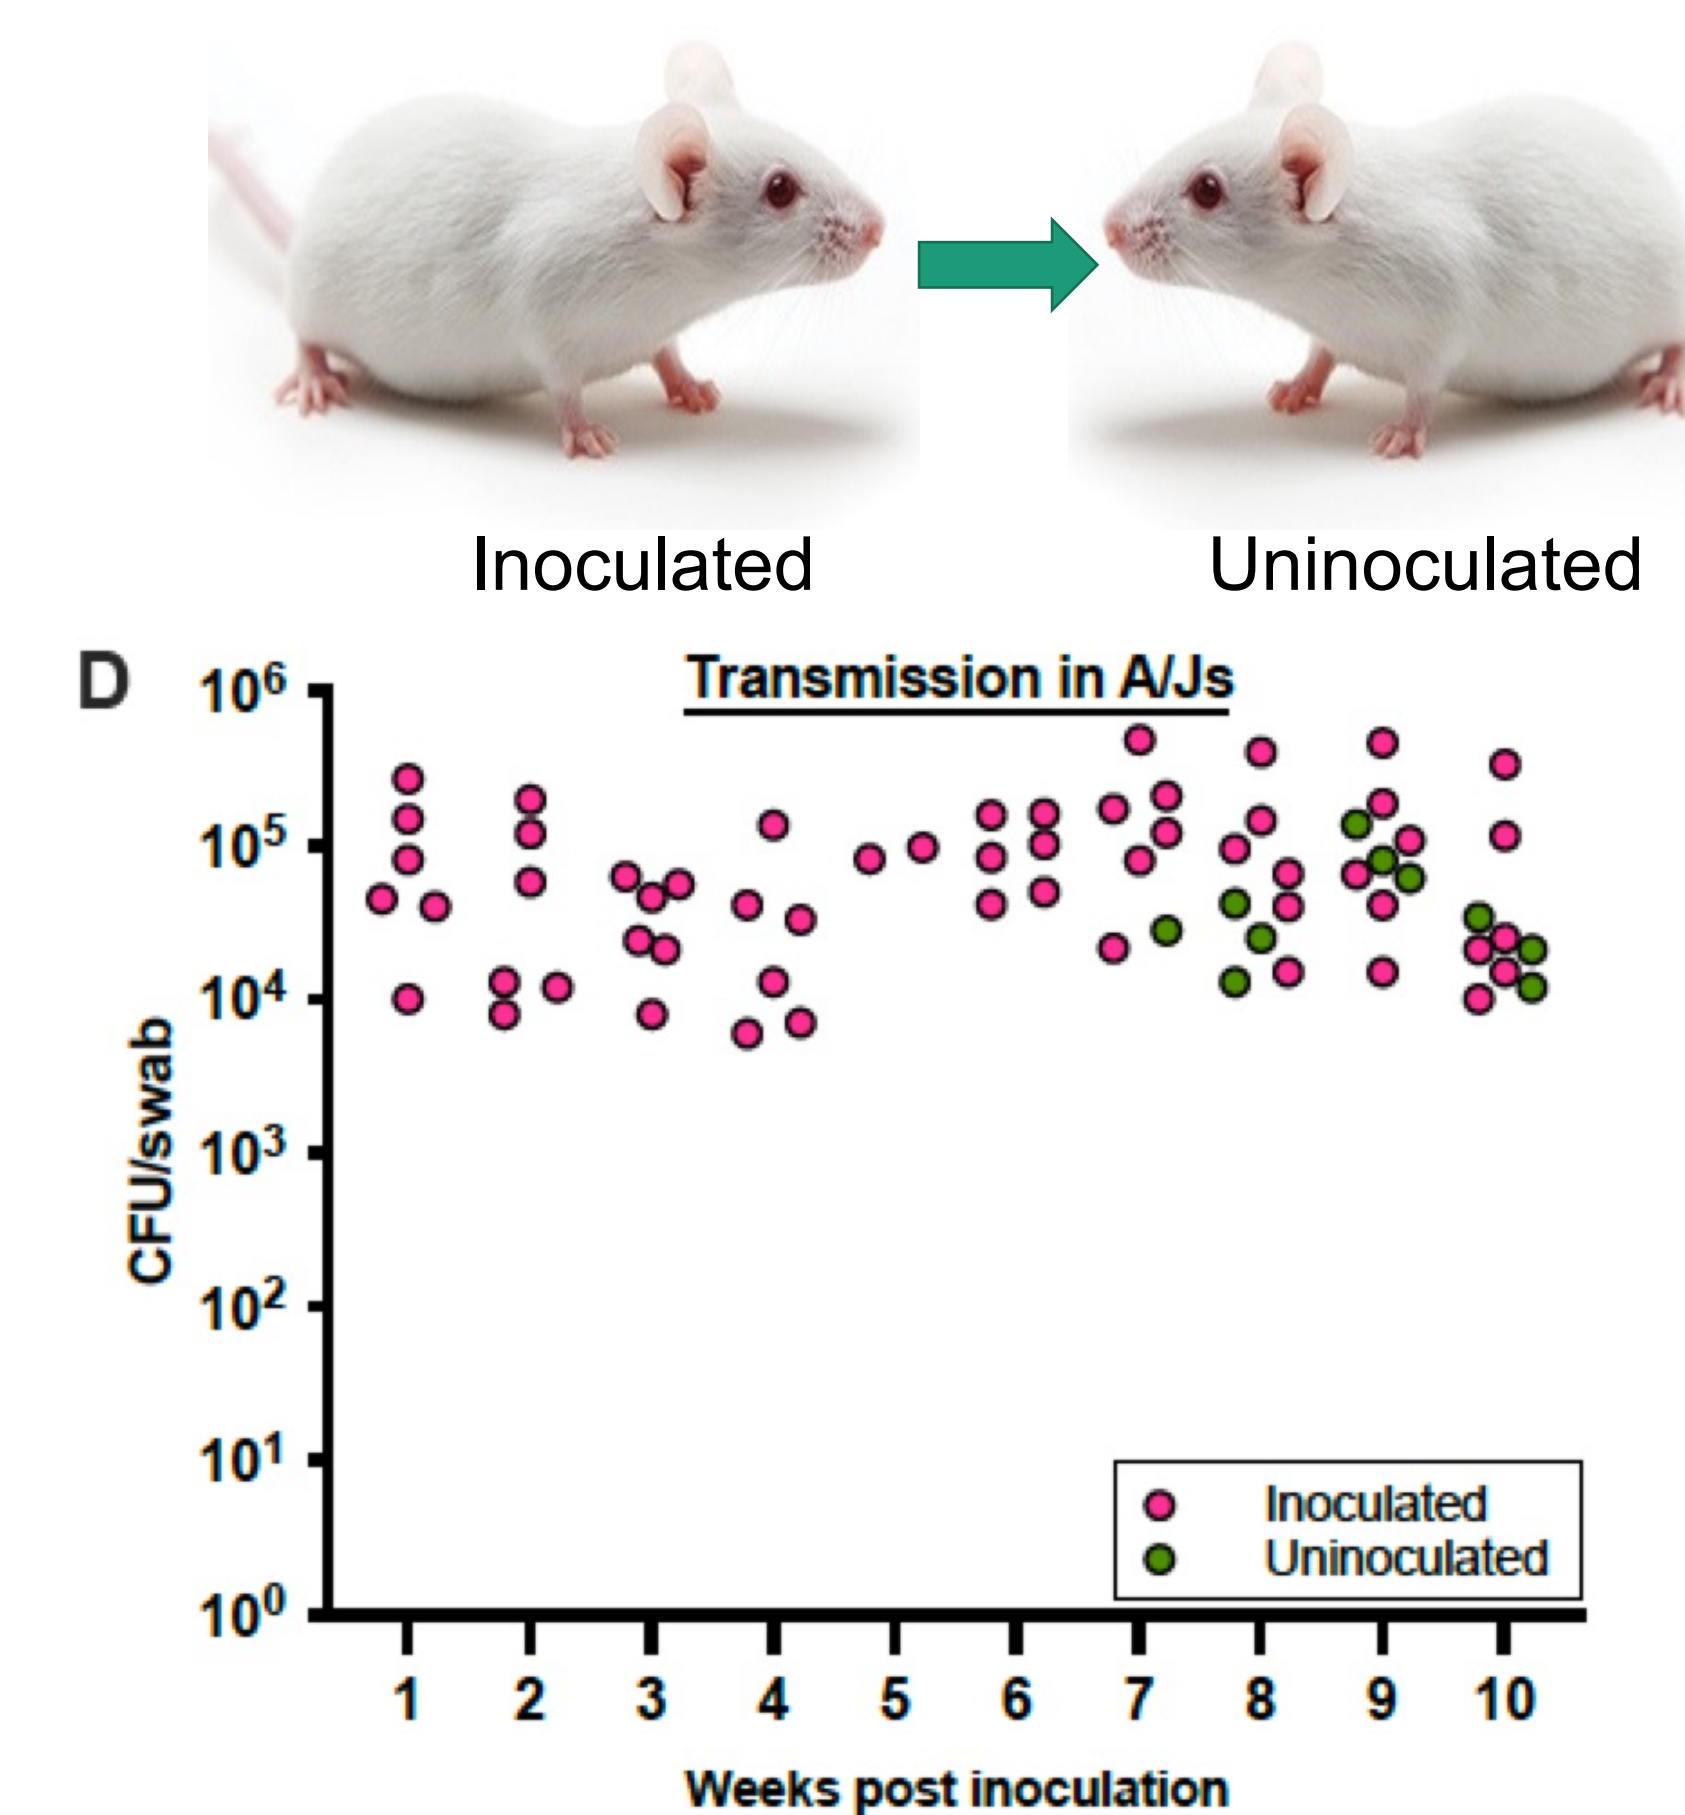 Inoculated
Uninoculated
D
Transmission in A/Js
10⁶
10⁵
10⁴
10³
10²
10¹
10⁰
CFU/swab
Inoculated
Uninoculated
1 2 3 4 5 6 7 8 9 10
Weeks post inoculation